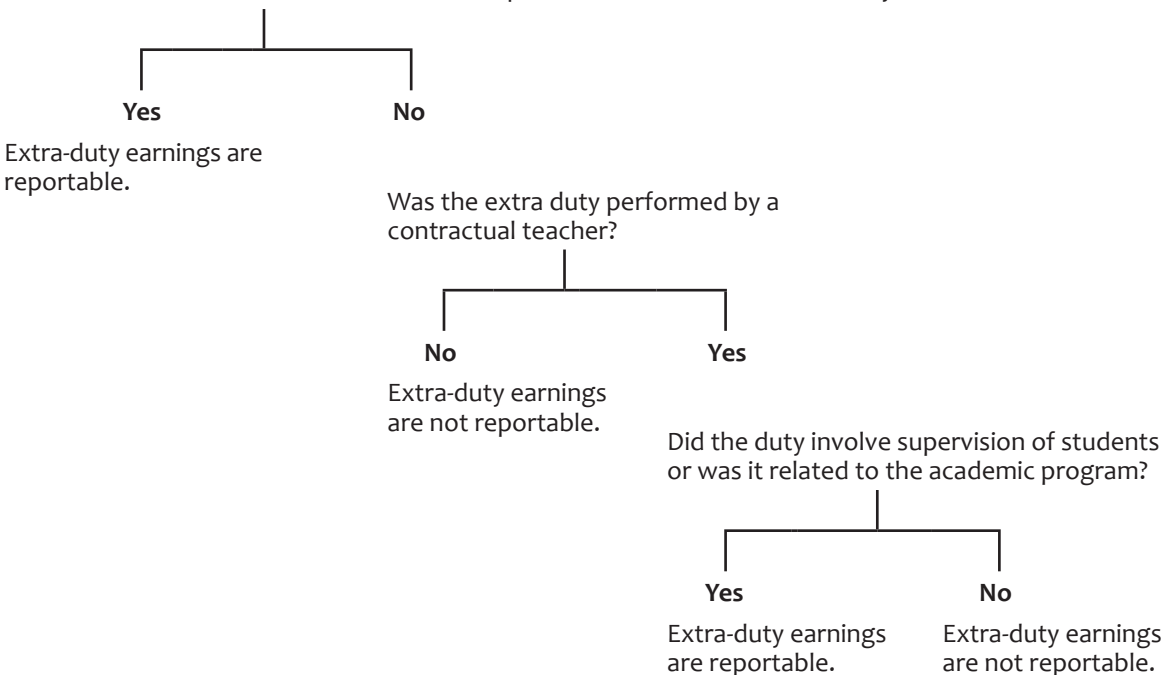 Yes
No
Extra-duty earnings are
reportable.
Was the extra duty performed by a
contractual teacher?
No
Yes
Extra-duty earnings
are not reportable.
Did the duty involve supervision of students
or was it related to the academic program?
Yes
No
Extra-duty earnings
are reportable.
Extra-duty earnings
are not reportable.